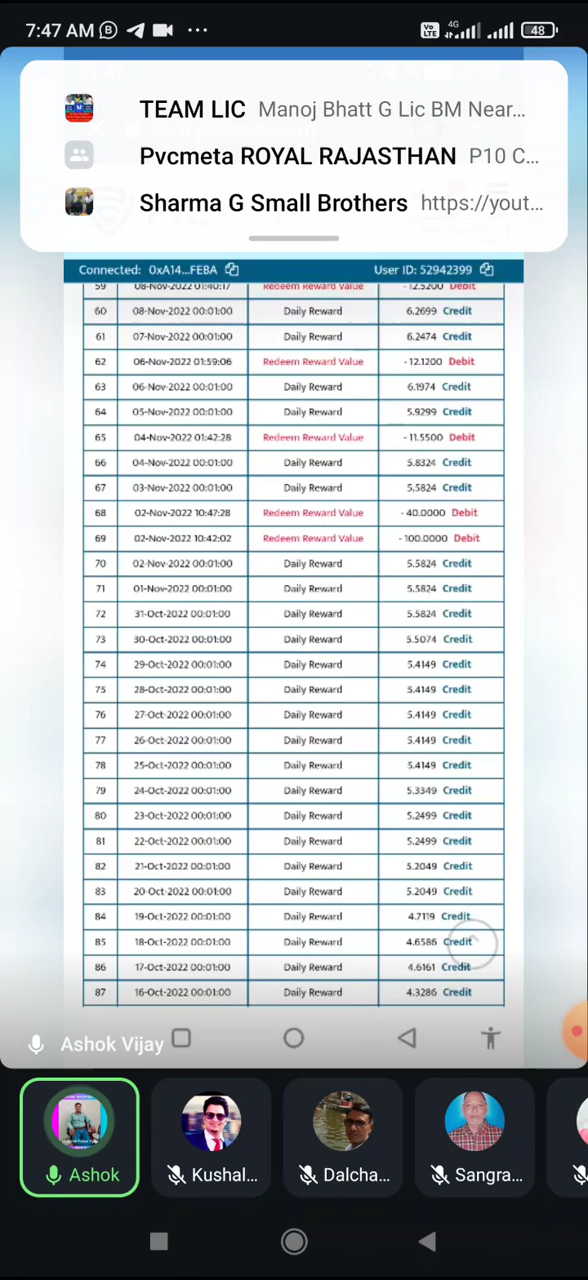 7:47 AM
4G
Vo LTE
48
TEAM LIC Manoj Bhatt G Lic BM Near...
Pvcmeta ROYAL RAJASTHAN P10 C...
Sharma G Small Brothers https://yout...
Connected: 0xA14...FEBA User ID: 52942399
59 08-Nov-2022 01:40:17 Redeem Reward Value - 12.5200 Debit
60 08-Nov-2022 00:01:00 Daily Reward 6.2699 Credit
61 07-Nov-2022 00:01:00 Daily Reward 6.2474 Credit
62 06-Nov-2022 01:59:06 Redeem Reward Value - 12.1200 Debit
63 06-Nov-2022 00:01:00 Daily Reward 6.1974 Credit
64 05-Nov-2022 00:01:00 Daily Reward 5.9299 Credit
65 04-Nov-2022 01:42:28 Redeem Reward Value - 11.5500 Debit
66 04-Nov-2022 00:01:00 Daily Reward 5.8324 Credit
67 03-Nov-2022 00:01:00 Daily Reward 5.5824 Credit
68 02-Nov-2022 10:47:28 Redeem Reward Value - 40.0000 Debit
69 02-Nov-2022 10:42:02 Redeem Reward Value - 100.0000 Debit
70 02-Nov-2022 00:01:00 Daily Reward 5.5824 Credit
71 01-Nov-2022 00:01:00 Daily Reward 5.5824 Credit
72 31-Oct-2022 00:01:00 Daily Reward 5.5824 Credit
73 30-Oct-2022 00:01:00 Daily Reward 5.5074 Credit
74 29-Oct-2022 00:01:00 Daily Reward 5.4149 Credit
75 28-Oct-2022 00:01:00 Daily Reward 5.4149 Credit
76 27-Oct-2022 00:01:00 Daily Reward 5.4149 Credit
77 26-Oct-2022 00:01:00 Daily Reward 5.4149 Credit
78 25-Oct-2022 00:01:00 Daily Reward 5.4149 Credit
79 24-Oct-2022 00:01:00 Daily Reward 5.3349 Credit
80 23-Oct-2022 00:01:00 Daily Reward 5.2499 Credit
81 22-Oct-2022 00:01:00 Daily Reward 5.2499 Credit
82 21-Oct-2022 00:01:00 Daily Reward 5.2049 Credit
83 20-Oct-2022 00:01:00 Daily Reward 5.2049 Credit
84 19-Oct-2022 00:01:00 Daily Reward 4.7119 Credit
85 18-Oct-2022 00:01:00 Daily Reward 4.6586 Credit
86 17-Oct-2022 00:01:00 Daily Reward 4.6161 Credit
87 16-Oct-2022 00:01:00 Daily Reward 4.3286 Credit
Ashok Vijay
Ashok Kushal... Dalcha... Sangra...